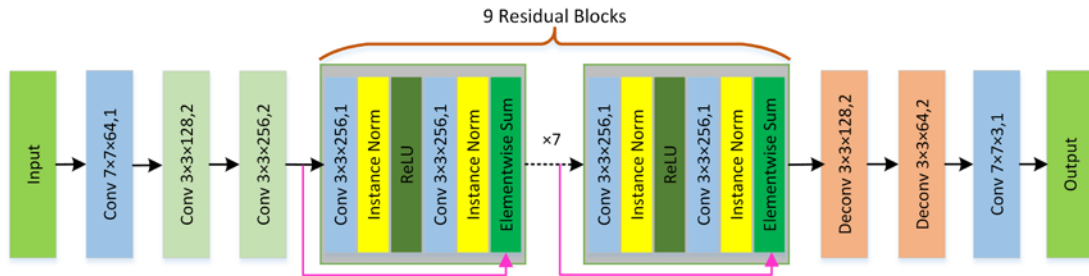 9 Residual Blocks
Input
Conv 7×7×64,1
Conv 3×3×128,2
Conv 3×3×256,2
Conv 3×3×256,1
Instance Norm
ReLU
Conv 3×3×256,1
Instance Norm
Elementwise Sum
×7
Conv 3×3×256,1
Instance Norm
ReLU
Conv 3×3×256,1
Instance Norm
Elementwise Sum
Deconv 3×3×128,2
Deconv 3×3×64,2
Conv 7×7×3,1
Output